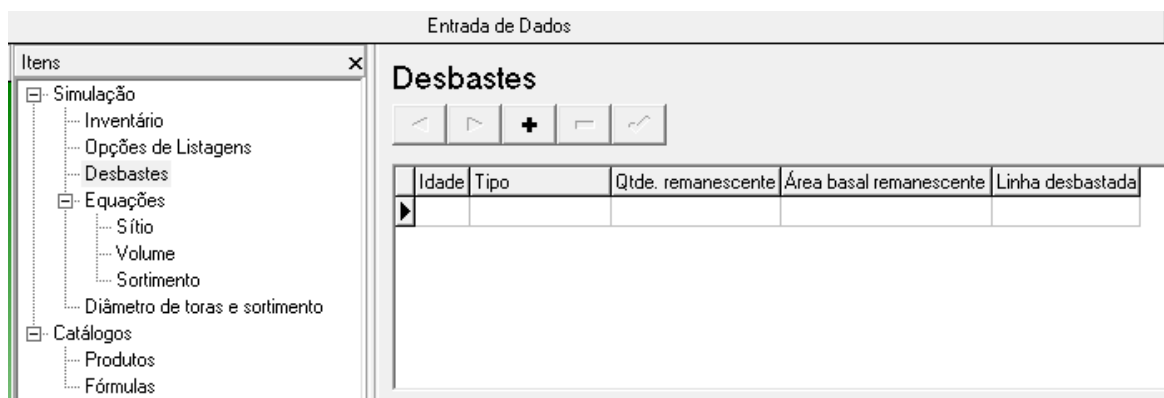 Entrada de Dados
Itens
Simulação
Inventário
Opções de Listagens
Desbastes
Equações
Sítio
Volume
Sortimento
Diâmetro de toras e sortimento
Catálogos
Produtos
Fórmulas
Desbastes
Idade Tipo Qtde. remanescente Área basal remanescente Linha desbastada